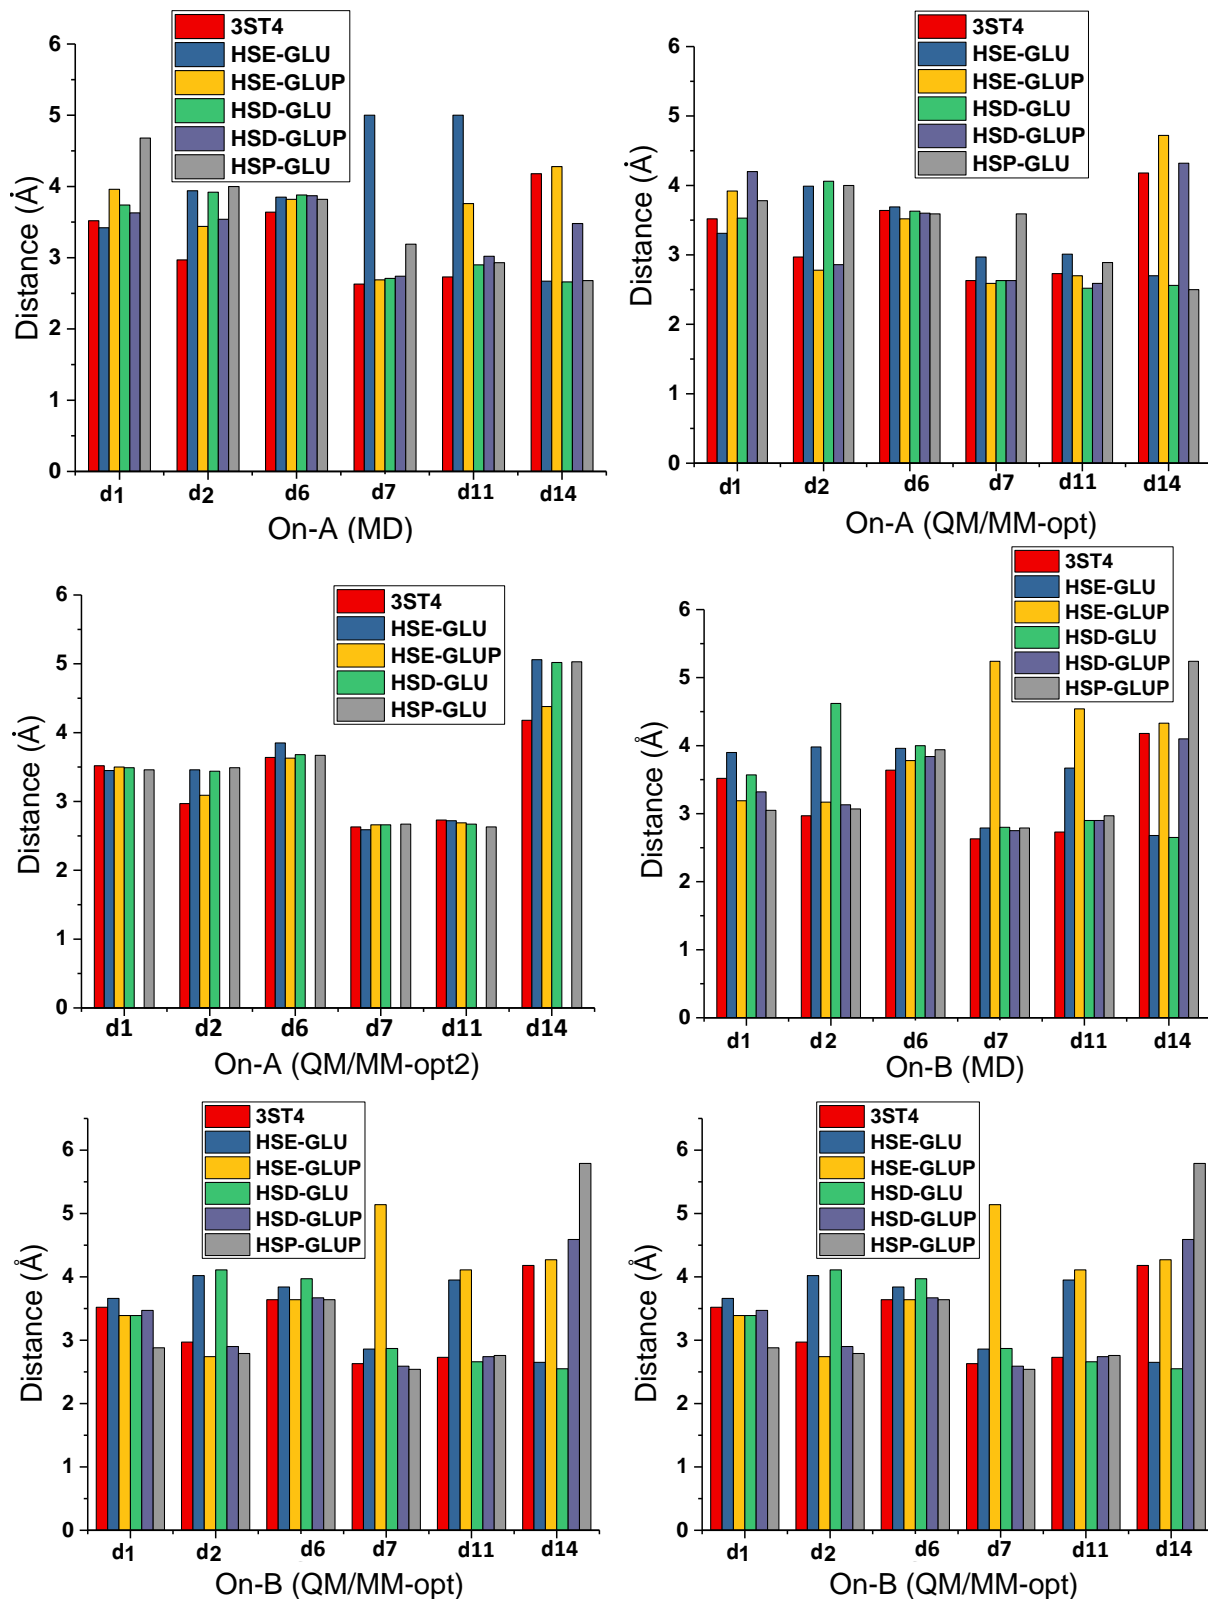 3ST4
HSE-GLU
HSE-GLUP
HSD-GLU
HSD-GLUP
HSP-GLU
Distance (Å)
6
5
4
3
2
1
0
d1 d2 d6 d7 d11 d14
On-A (MD)
3ST4
HSE-GLU
HSE-GLUP
HSD-GLU
HSD-GLUP
HSP-GLU
Distance (Å)
6
5
4
3
2
1
0
d1 d2 d6 d7 d11 d14
On-A (QM/MM-opt)
3ST4
HSE-GLU
HSE-GLUP
HSD-GLU
HSP-GLU
Distance (Å)
6
5
4
3
2
1
0
d1 d2 d6 d7 d11 d14
On-A (QM/MM-opt2)
3ST4
HSE-GLU
HSE-GLUP
HSD-GLU
HSD-GLUP
HSP-GLUP
Distance (Å)
6
5
4
3
2
1
0
d1 d2 d6 d7 d11 d14
On-B (MD)
3ST4
HSE-GLU
HSE-GLUP
HSD-GLU
HSD-GLUP
HSP-GLUP
Distance (Å)
6
5
4
3
2
1
0
d1 d2 d6 d7 d11 d14
On-B (QM/MM-opt)
3ST4
HSE-GLU
HSE-GLUP
HSD-GLU
HSD-GLUP
HSP-GLUP
Distance (Å)
6
5
4
3
2
1
0
d1 d2 d6 d7 d11 d14
On-B (QM/MM-opt)